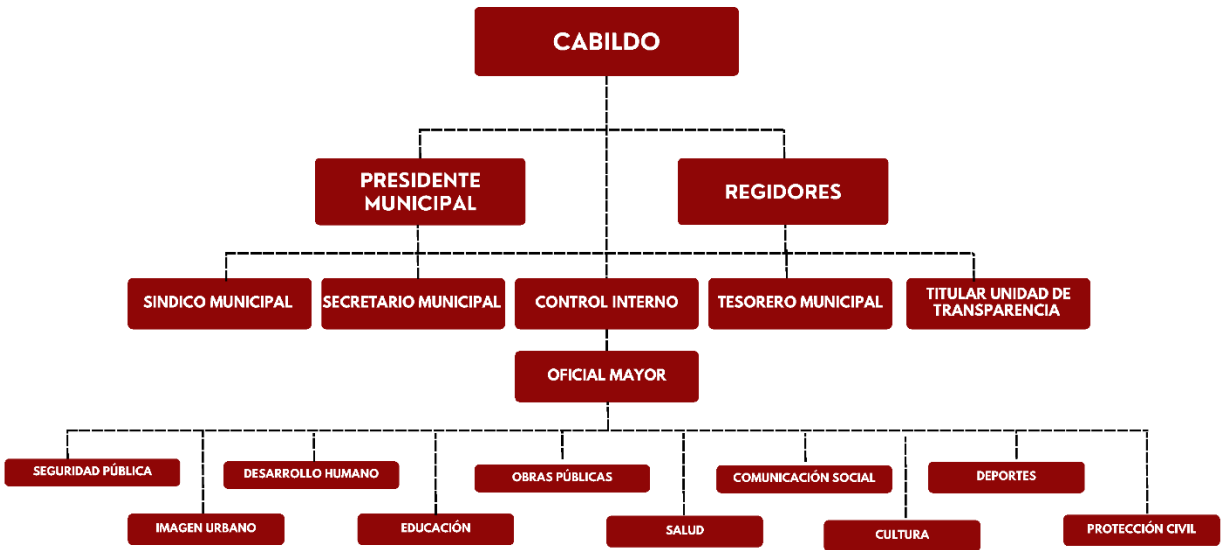 CABILDO
PRESIDENTE
MUNICIPAL
REGIDORES
SINDICO MUNICIPAL
SECRETARIO MUNICIPAL
CONTROL INTERNO
TESORERO MUNICIPAL
TITULAR UNIDAD DE
TRANSPARENCIA
OFICIAL MAYOR
SEGURIDAD PÚBLICA
DESARROLLO HUMANO
OBRAS PÚBLICAS
COMUNICACIÓN SOCIAL
DEPORTES
IMAGEN URBANO
EDUCACIÓN
SALUD
CULTURA
PROTECCIÓN CIVIL